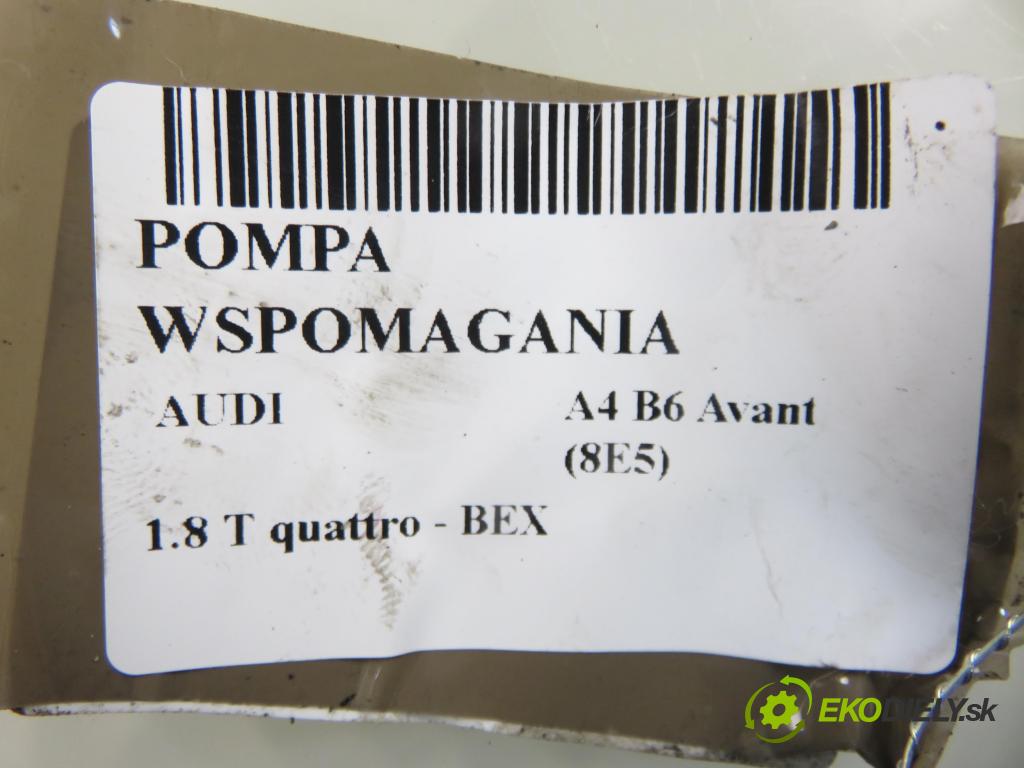 POMPA
WSPOMAGANIA
AUDI A4 B6 Avant
(8E5)
1.8 T quattro - BEX
EKODIELY.sk